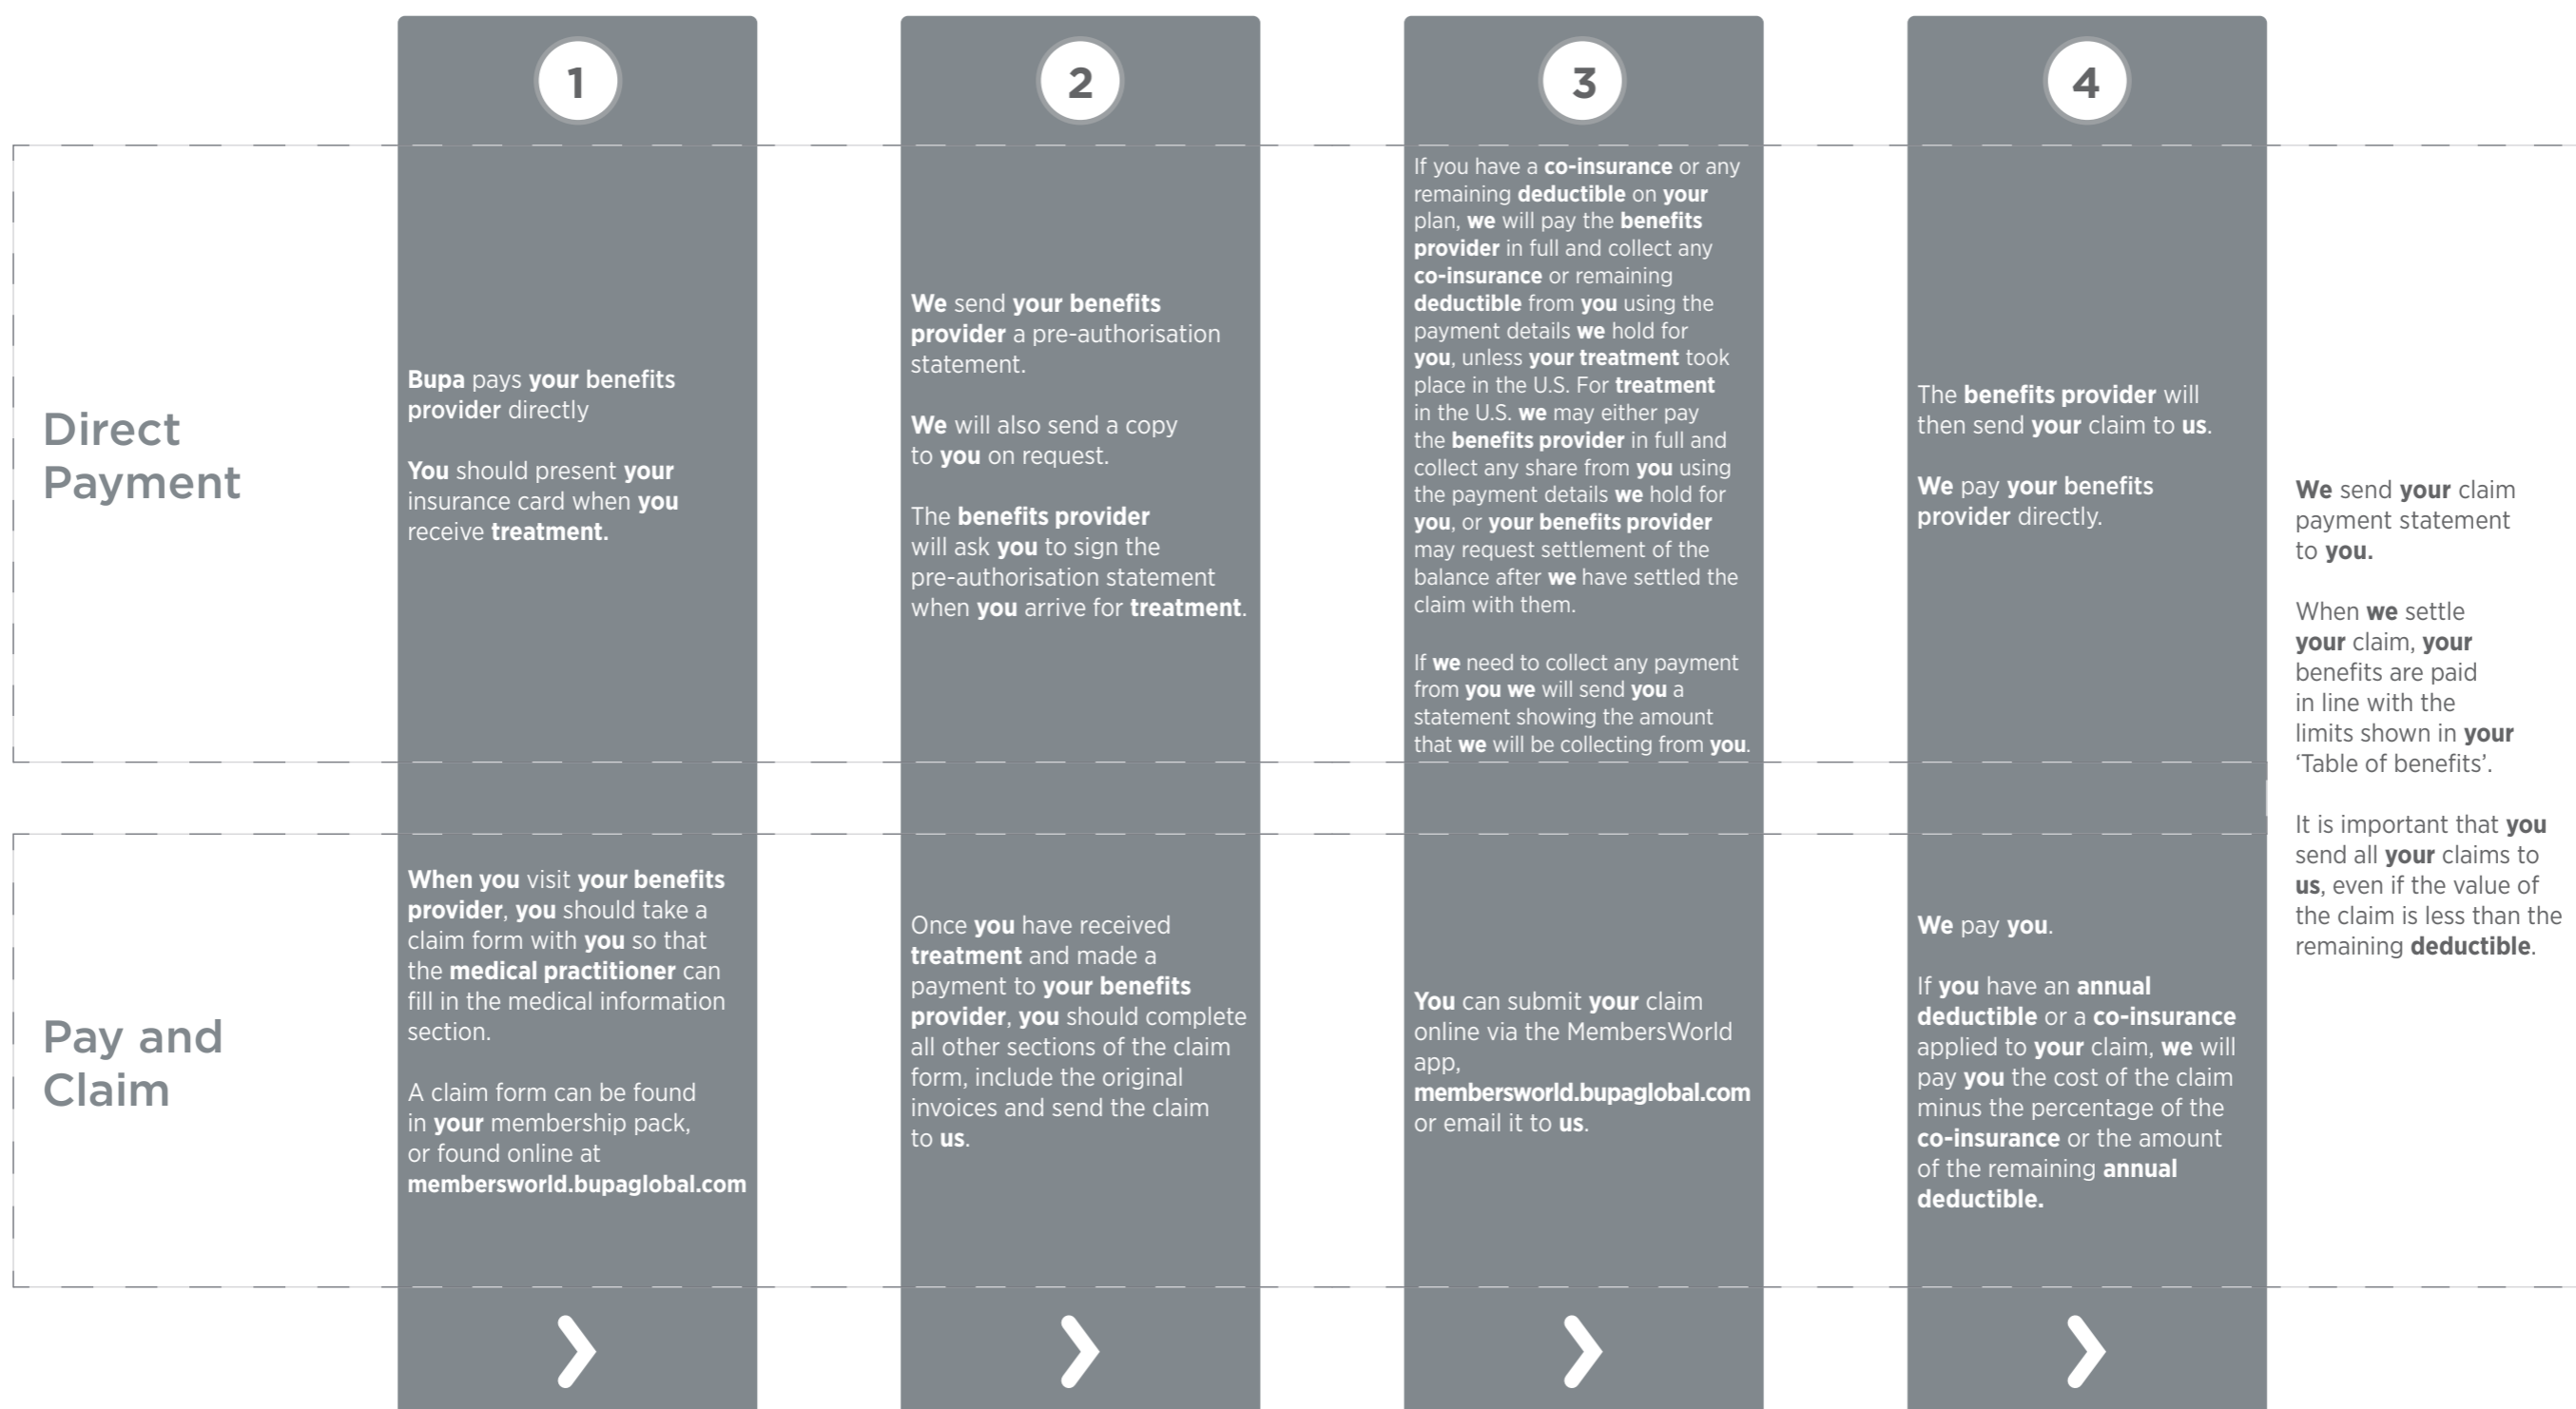 1
2
3
4
Direct
Payment
Bupa pays your benefits
provider directly
You should present your
insurance card when you
receive treatment.
We send your benefits
provider a pre-authorisation
statement.
We will also send a copy
to you on request.
The benefits provider
will ask you to sign the
pre-authorisation statement
when you arrive for treatment.
If you have a co-insurance or any
remaining deductible on your
plan, we will pay the benefits
provider in full and collect any
co-insurance or remaining
deductible from you using the
payment details we hold for
you, unless your treatment took
place in the U.S. For treatment
in the U.S. we may either pay
the benefits provider in full and
collect any share from you using
the payment details we hold for
you, or your benefits provider
may request settlement of the
balance after we have settled the
claim with them.
If we need to collect any payment
from you we will send you a
statement showing the amount
that we will be collecting from you.
The benefits provider will
then send your claim to us.
We pay your benefits
provider directly.
Pay and
Claim
When you visit your benefits
provider, you should take a
claim form with you so that
the medical practitioner can
fill in the medical information
section.
A claim form can be found
in your membership pack,
or found online at
membersworld.bupaglobal.com
Once you have received
treatment and made a
payment to your benefits
provider, you should complete
all other sections of the claim
form, include the original
invoices and send the claim
to us.
You can submit your claim
online via the MembersWorld
app,
membersworld.bupaglobal.com
or email it to us.
We pay you.
If you have an annual
deductible or a co-insurance
applied to your claim, we will
pay you the cost of the claim
minus the percentage of the
co-insurance or the amount
of the remaining annual
deductible.
We send your claim
payment statement
to you.
When we settle
your claim, your
benefits are paid
in line with the
limits shown in your
‘Table of benefits’.
It is important that you
send all your claims to
us, even if the value of
the claim is less than the
remaining deductible.